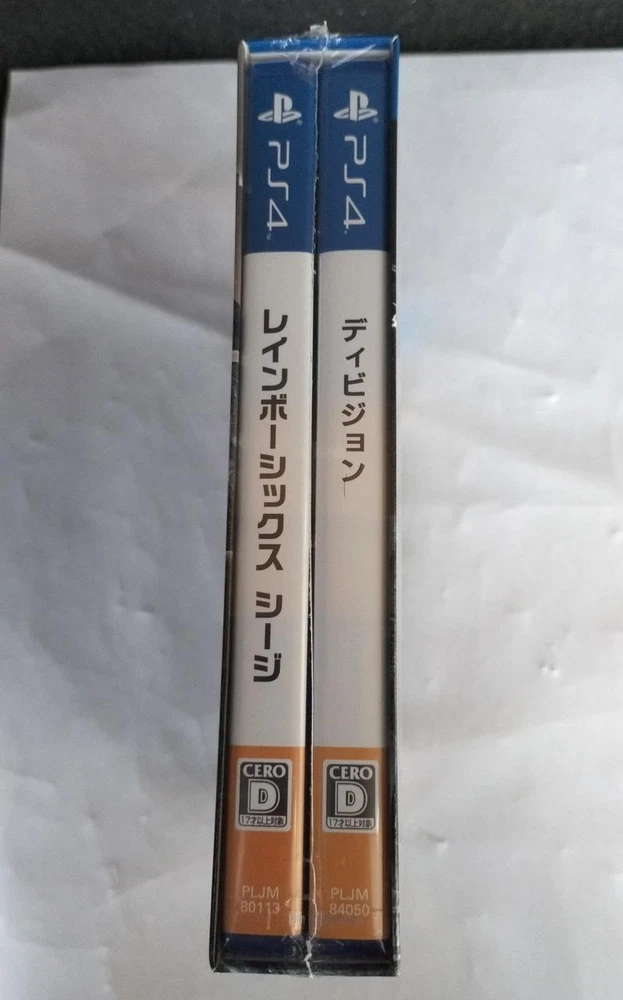 PS4
レインボーシックス シージ
CERO
D
17才以上対象
PLJM
80113
PS4
ディビジョン
CERO
D
17才以上対象
PLJM
84050